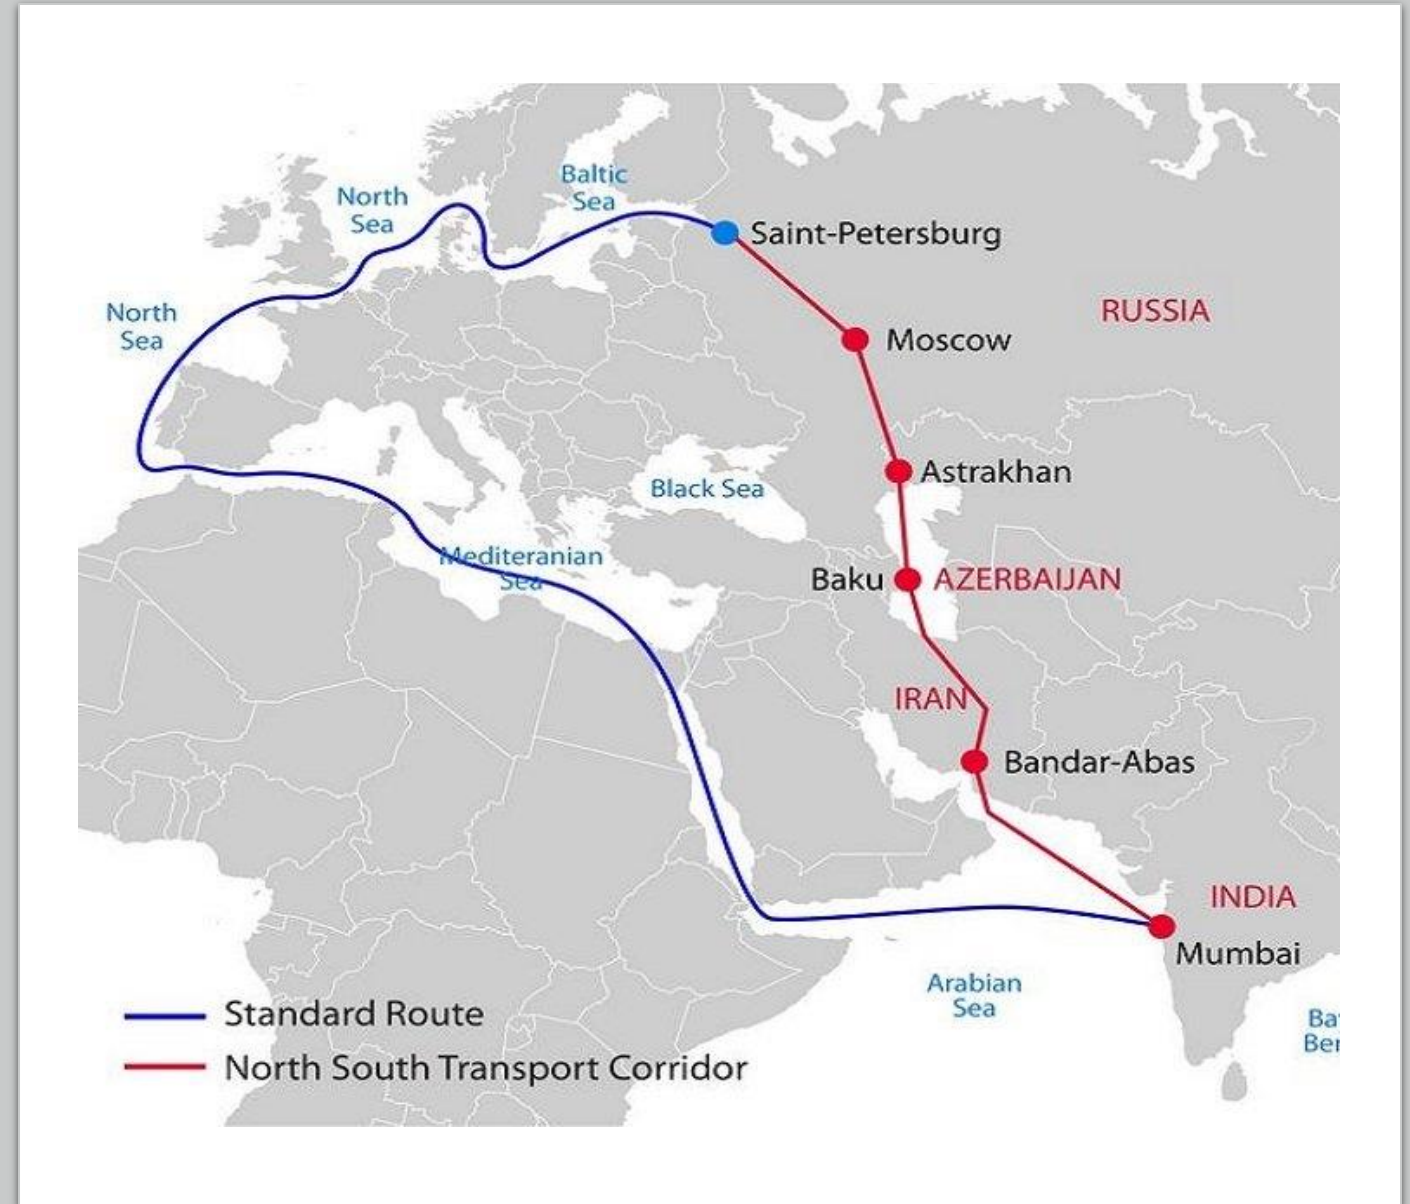 Baltic
Sea
North
Sea
Saint-Petersburg
North
Sea
RUSSIA
Moscow
Astrakhan
Black Sea
Mediteranian
Sea
Baku
AZERBAIJAN
IRAN
Bandar-Abas
INDIA
Mumbai
Arabian
Sea
Standard Route
North South Transport Corridor